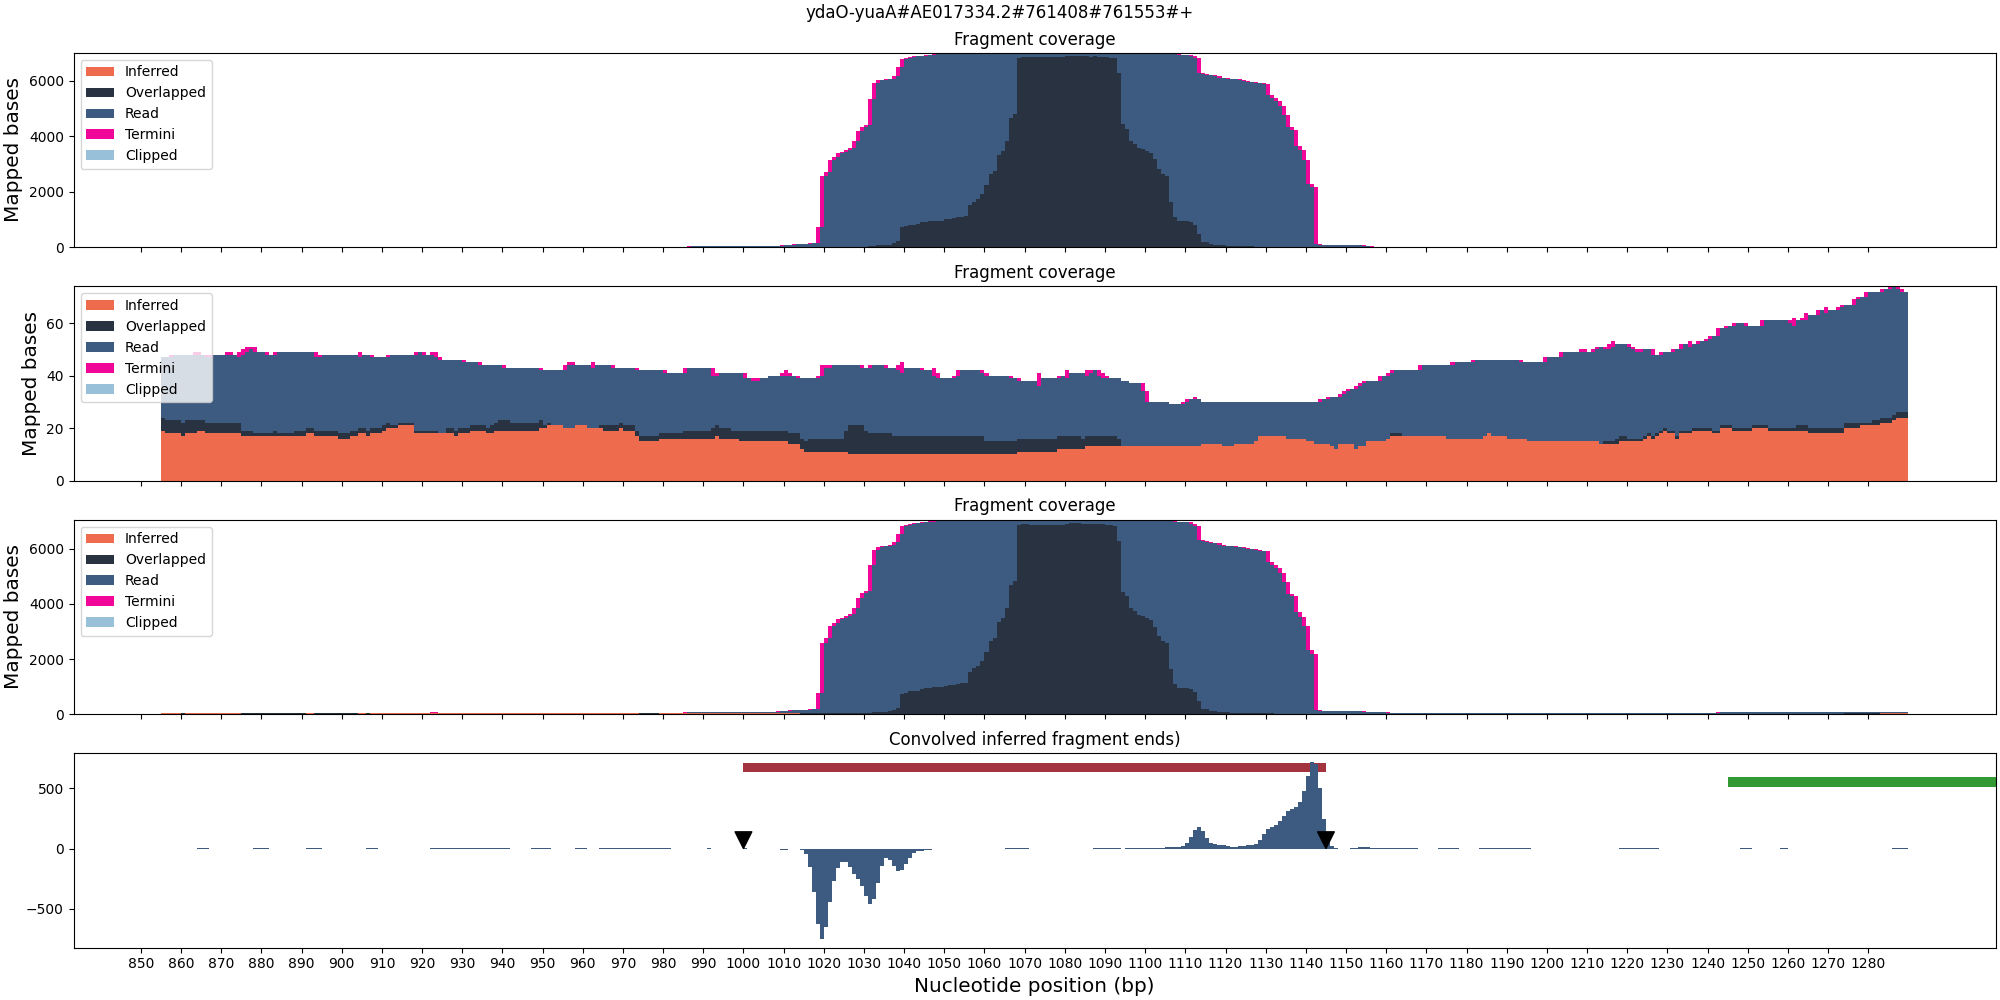 ydaO-yuaA#AE017334.2#761408#761553#+
Fragment coverage
Mapped bases
6000
4000
2000
0
Inferred
Overlapped
Read
Termini
Clipped
Fragment coverage
Mapped bases
60
40
20
0
Inferred
Overlapped
Read
Termini
Clipped
Fragment coverage
Mapped bases
6000
4000
2000
0
Inferred
Overlapped
Read
Termini
Clipped
Convolved inferred fragment ends)
500
0
−500
850 860 870 880 890 900 910 920 930 940 950 960 970 980 990 1000 1010 1020 1030 1040 1050 1060 1070 1080 1090 1100 1110 1120 1130 1140 1150 1160 1170 1180 1190 1200 1210 1220 1230 1240 1250 1260 1270 1280
Nucleotide position (bp)